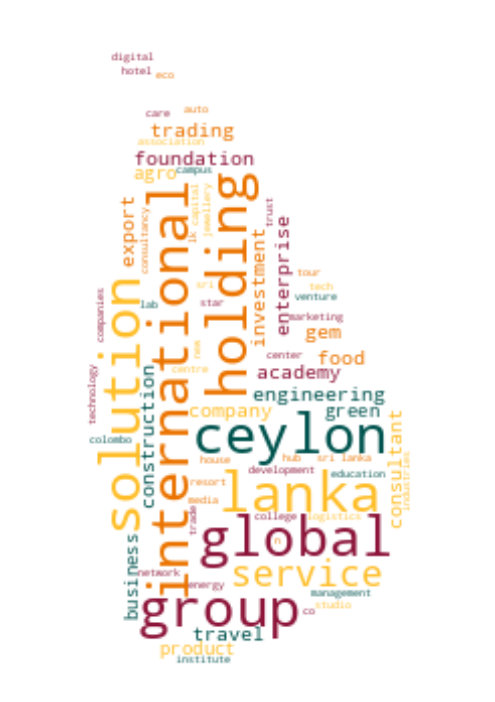 digital
hotel
eco
care
auto
trading
association
foundation
agro
campus
international
holding
solution
export
consultancy
capital
jewellery
lk
trust
enterprise
investment
sri
tour
tech
venture
lab
star
companies
marketing
gem
new
center
food
centre
academy
technology
construction
engineering
company
green
consultant
ceylon
colombo
house
hub
sri lanka
development
education
industries
resort
lanka
media
trade
college
logistics
global
n
business
network
service
energy
management
group
co
studio
travel
product
institute